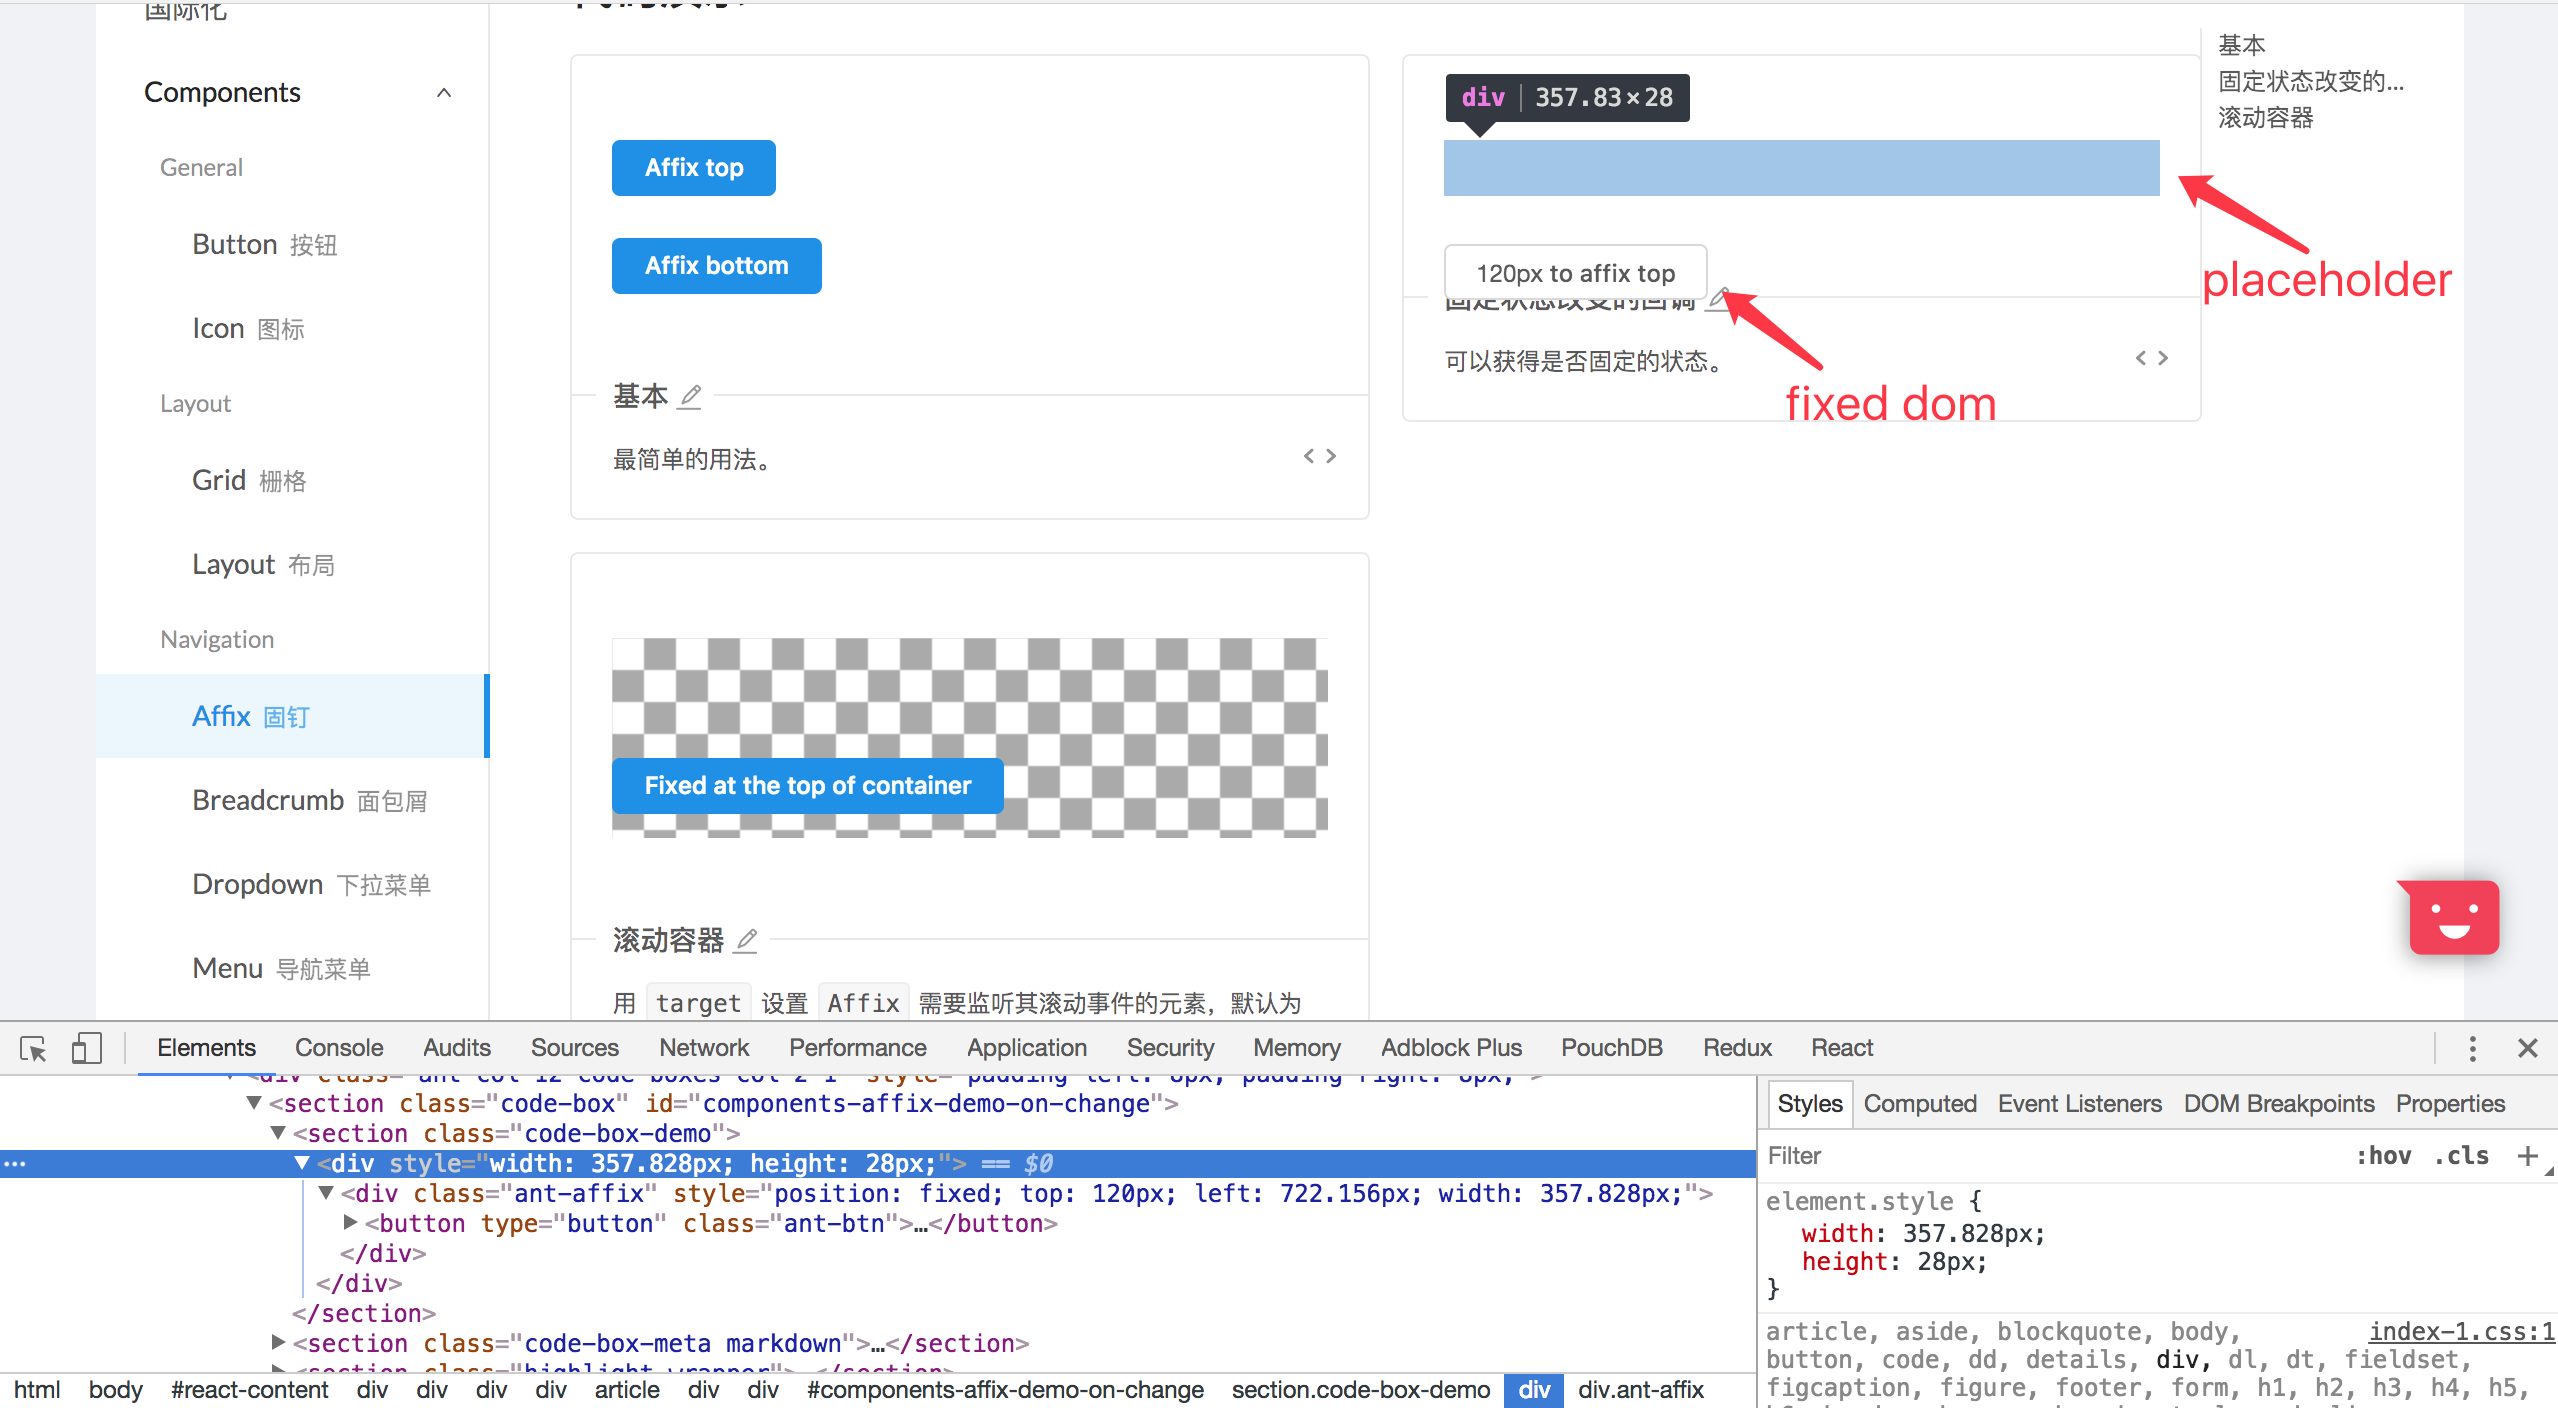 国际化
Components
General
Button 按钮
Icon 图标
Layout
Grid 栅格
Layout 布局
Navigation
Affix 固钉
Breadcrumb 面包屑
Dropdown 下拉菜单
Menu 导航菜单
Affix top
Affix bottom
基本
最简单的用法。
div 357.83×28
120px to affix top
固定状态改变的回调
可以获得是否固定的状态。
< >
< >
placeholder
fixed dom
基本
固定状态改变的...
滚动容器
Fixed at the top of container
滚动容器
用 target 设置 Affix 需要监听其滚动事件的元素，默认为
Elements Console Audits Sources Network Performance Application Security Memory Adblock Plus PouchDB Redux React
<section class="code-box" id="components-affix-demo-on-change">
<section class="code-box-demo">
<div style="width: 357.828px; height: 28px;"> == $0
<div class="ant-affix" style="position: fixed; top: 120px; left: 722.156px; width: 357.828px;">
<button type="button" class="ant-btn">…</button>
</div>
</div>
</section>
<section class="code-box-meta markdown">…</section>
html body #react-content div div div div article div div #components-affix-demo-on-change section.code-box-demo div div.ant-affix
Styles Computed Event Listeners DOM Breakpoints Properties
Filter :hov .cls +
element.style {
width: 357.828px;
height: 28px;
}
article, aside, blockquote, body, index-1.css:1
button, code, dd, details, div, dl, dt, fieldset,
figcaption, figure, footer, form, h1, h2, h3, h4, h5,